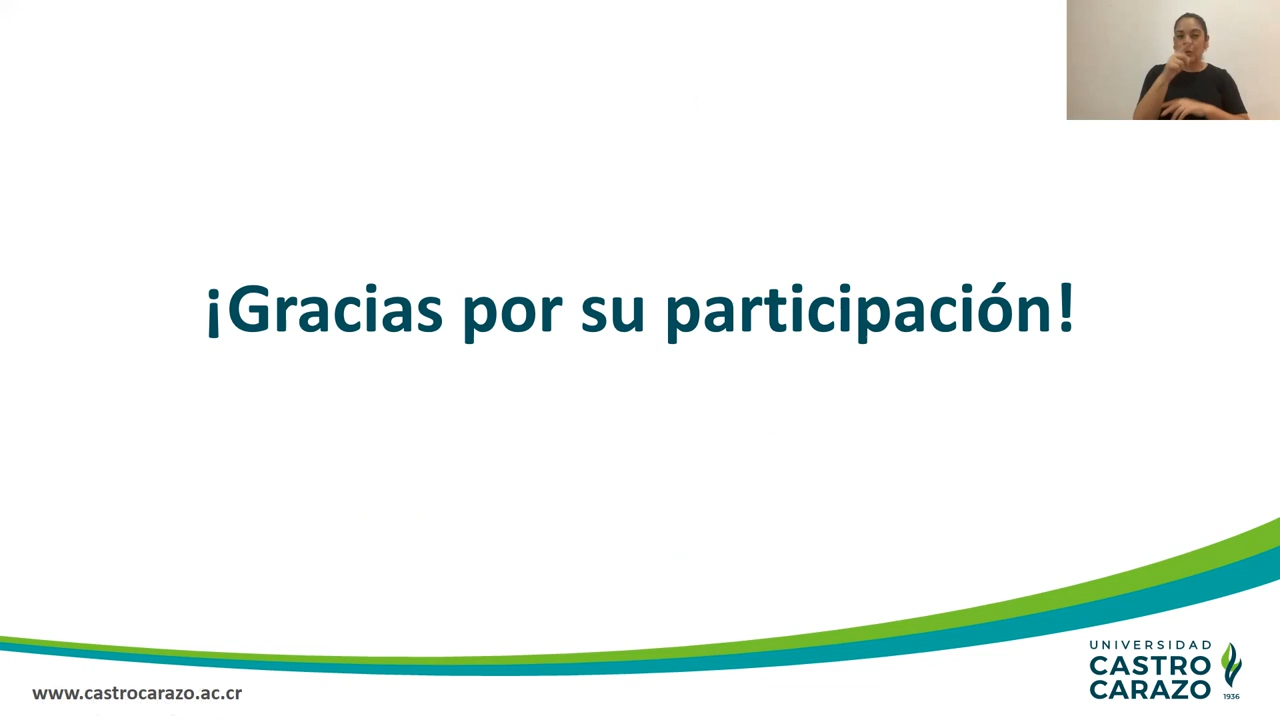 ¡Gracias por su participación!
www.castrocarazo.ac.cr
UNIVERSIDAD
CASTRO
CARAZO
1936